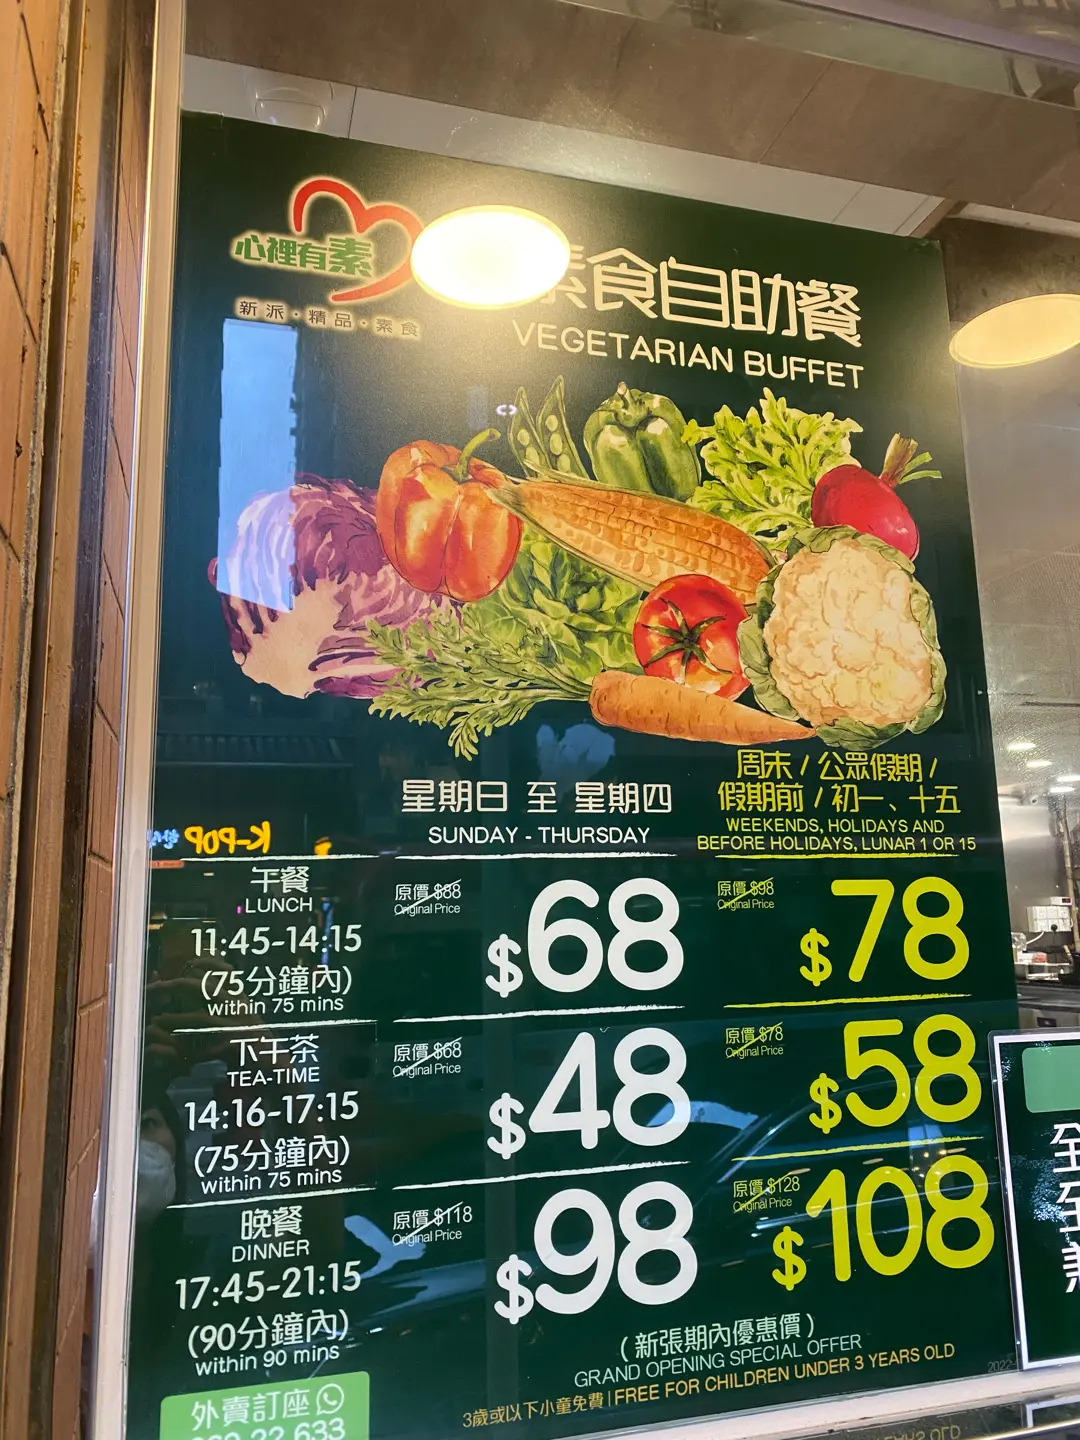 心裡有素
新派·精品·素食
素食自助餐
VEGETARIAN BUFFET
星期日 至 星期四
SUNDAY - THURSDAY
周末 / 公眾假期 /
假期前 / 初一、十五
WEEKENDS, HOLIDAYS AND
BEFORE HOLIDAYS, LUNAR 1 OR 15
K-POP
午餐
LUNCH
11:45-14:15
(75分鐘內)
within 75 mins
原價 $88
Original Price
$68
原價 $98
Original Price
$78
下午茶
TEA-TIME
14:16-17:15
(75分鐘內)
within 75 mins
原價 $68
Original Price
$48
原價 $78
Original Price
$58
晚餐
DINNER
17:45-21:15
(90分鐘內)
within 90 mins
原價 $118
Original Price
$98
原價 $128
Original Price
$108
(新張期內優惠價)
GRAND OPENING SPECIAL OFFER
3歲或以下小童免費 | FREE FOR CHILDREN UNDER 3 YEARS OLD
外賣訂座
全